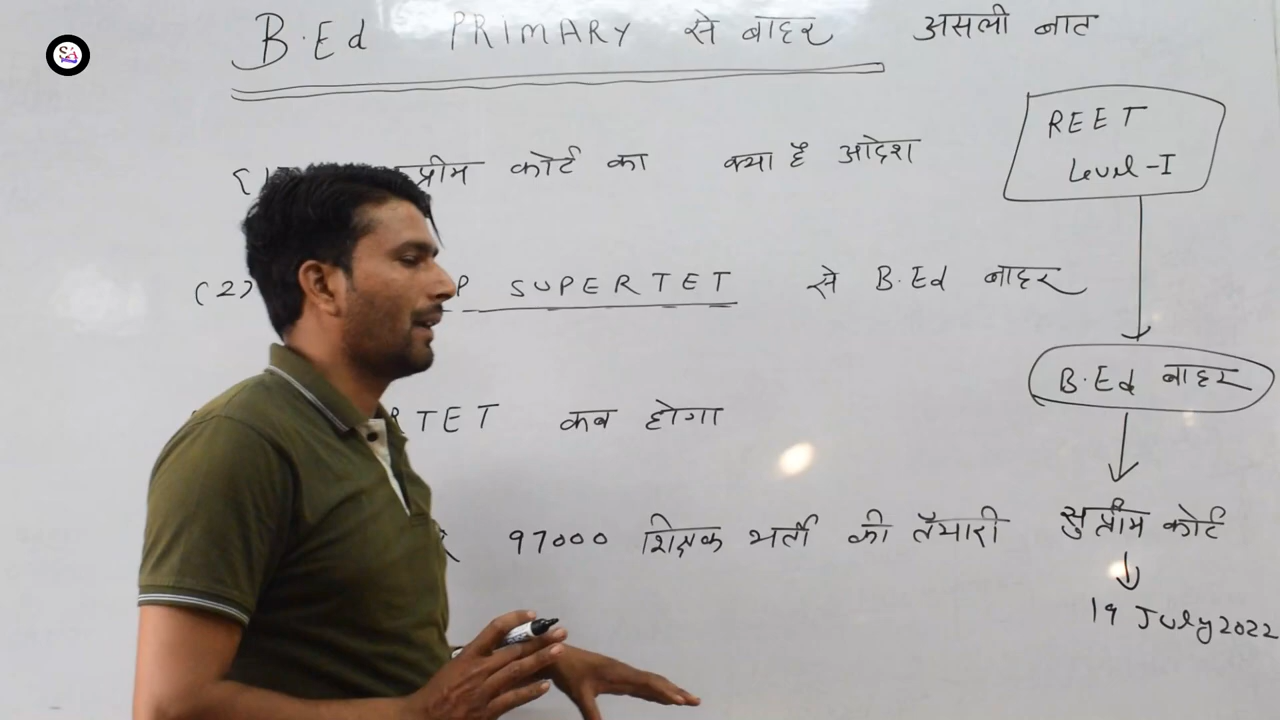 B.Ed PRIMARY से बाहर असली बात
प्रीम कोर्ट का क्या है आदेश
(2) P SUPERTET से B.Ed बाहर
RTET कब होगा
97000 शिक्षक भर्ती की तैयारी
REET
Level-I
B.Ed बाहर
सुप्रीम कोर्ट
19 July 2022